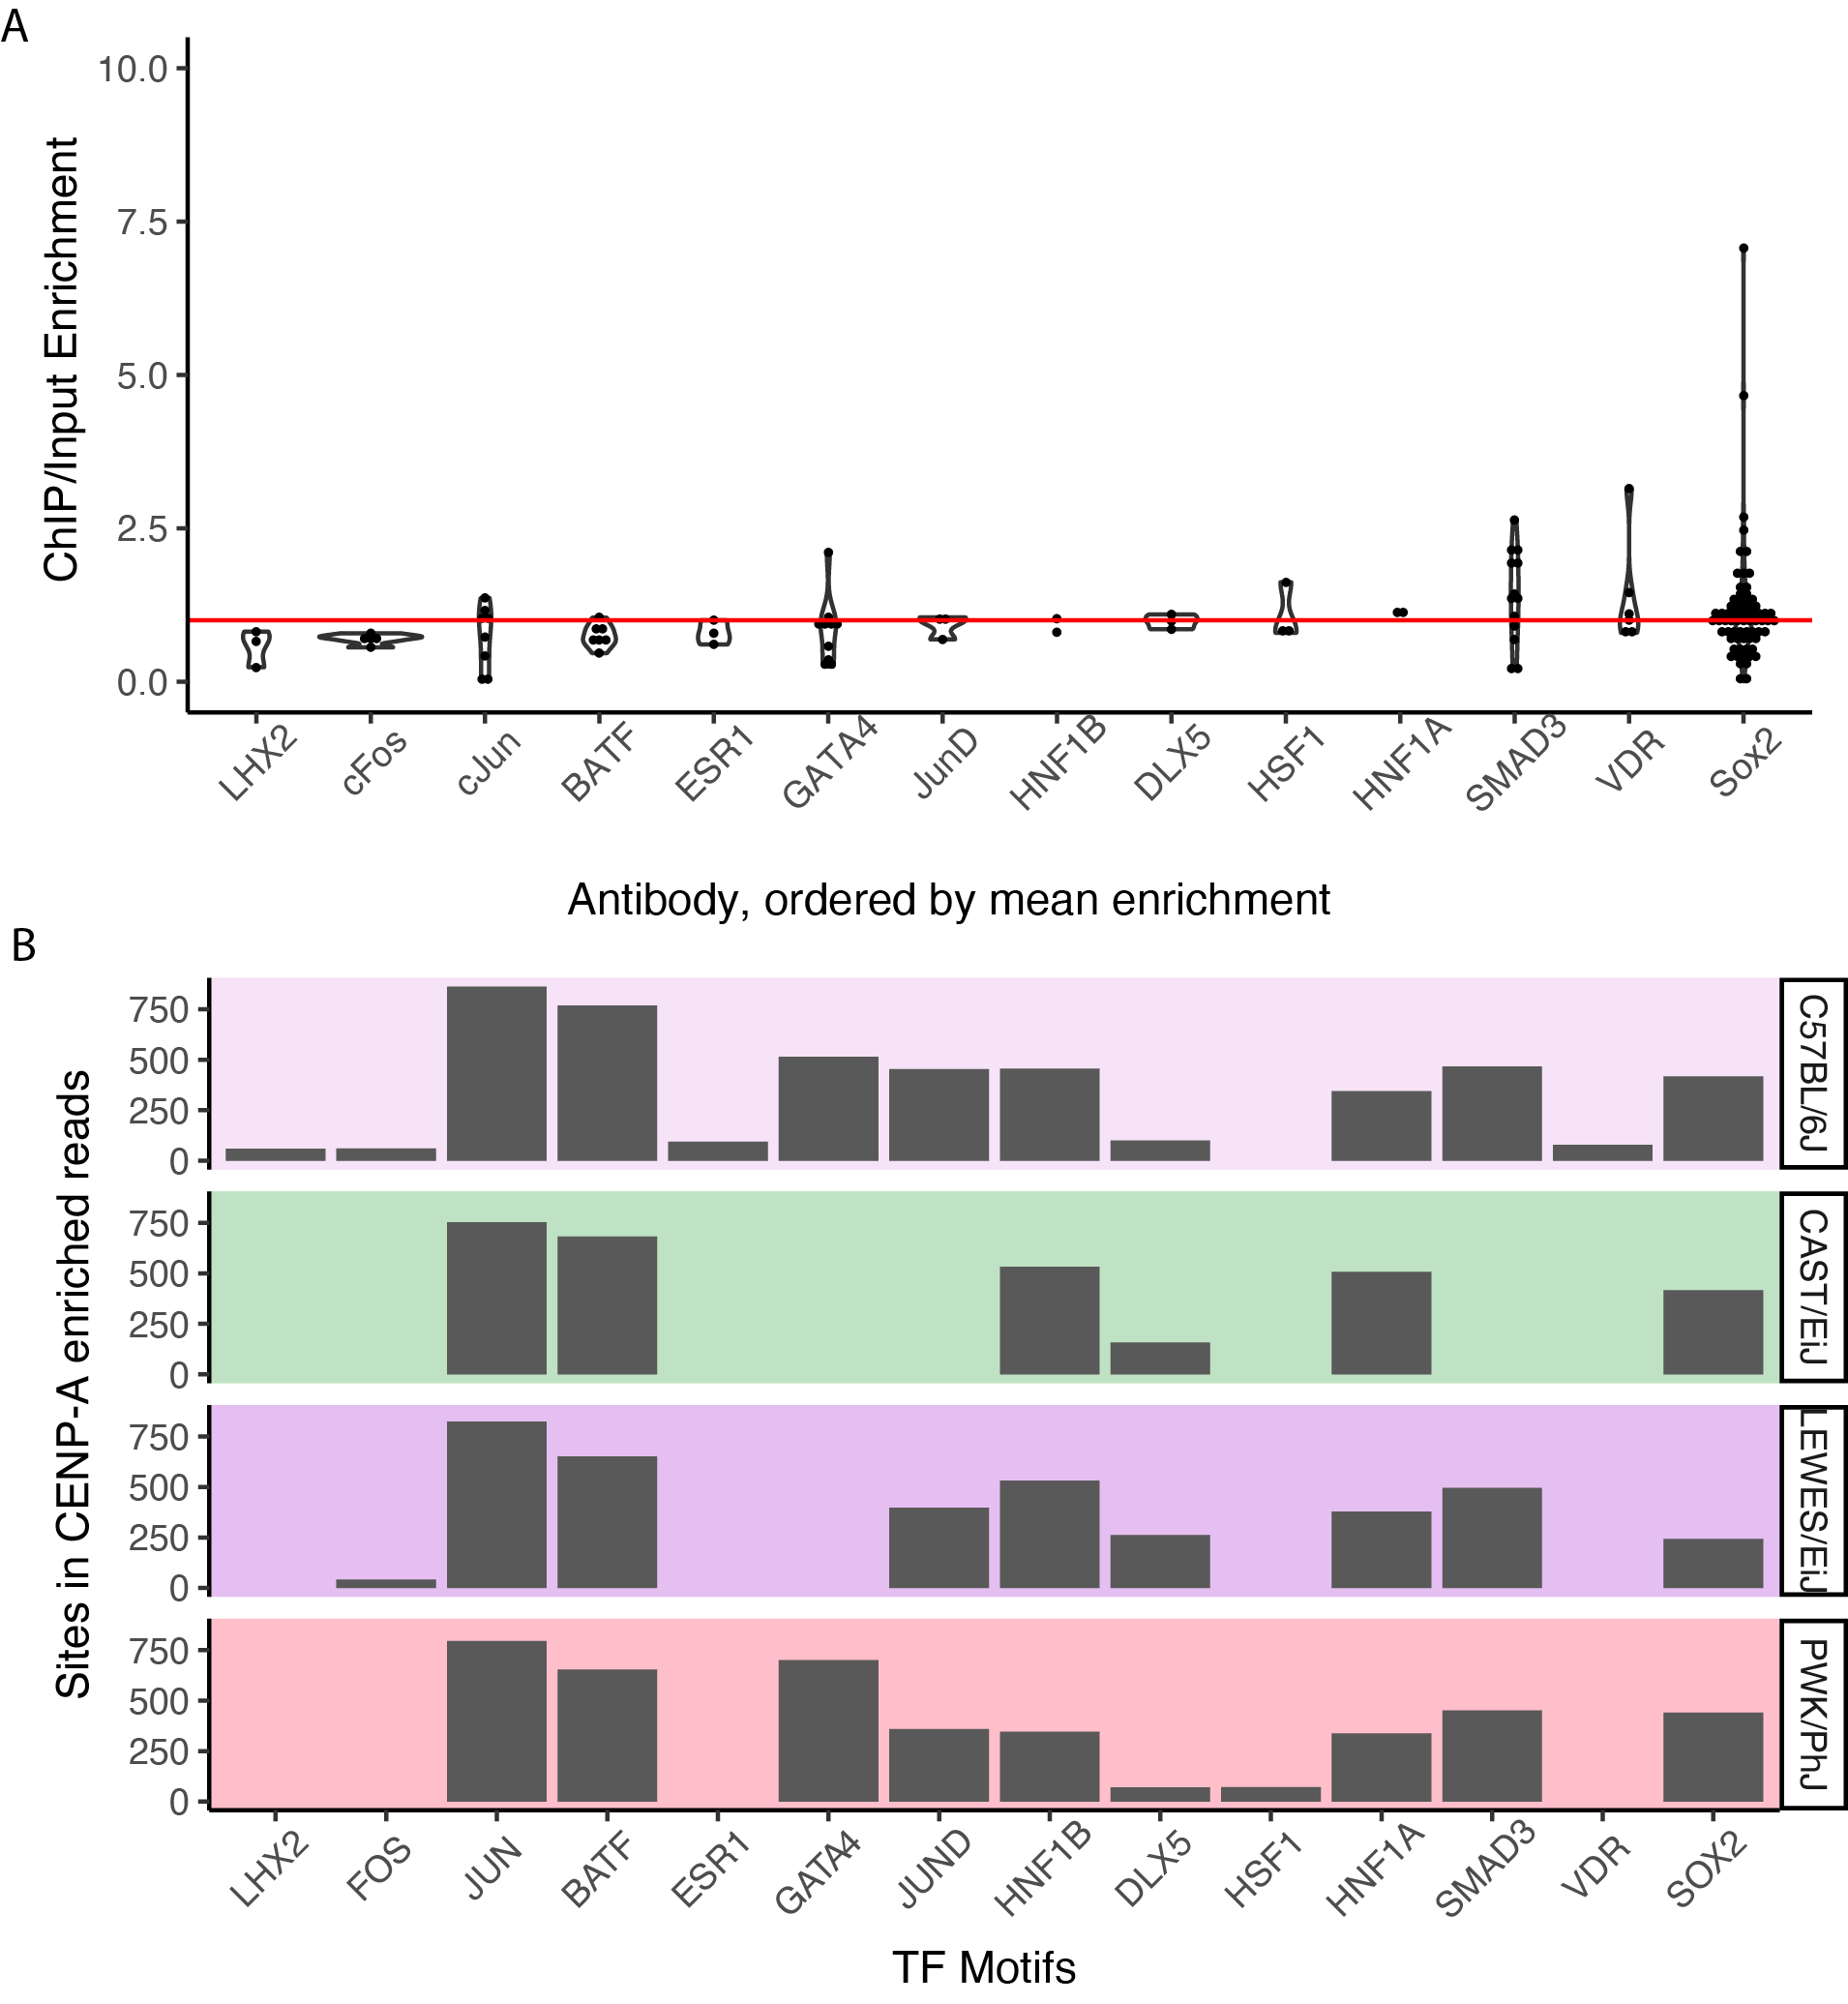 A
ChIP/Input Enrichment
10.0
7.5
5.0
2.5
0.0
LHX2 cFos cJun BATF ESR1 GATA4 JunD HNF1B DLX5 HSF1 HNF1A SMAD3 VDR Sox2
Antibody, ordered by mean enrichment
B
Sites in CENP-A enriched reads
750
500
250
0
C57BL/6J
750
500
250
0
CAST/EiJ
750
500
250
0
LEWES/EiJ
750
500
250
0
PWK/PhJ
LHX2 FOS JUN BATF ESR1 GATA4 JUND HNF1B DLX5 HSF1 HNF1A SMAD3 VDR SOX2
TF Motifs